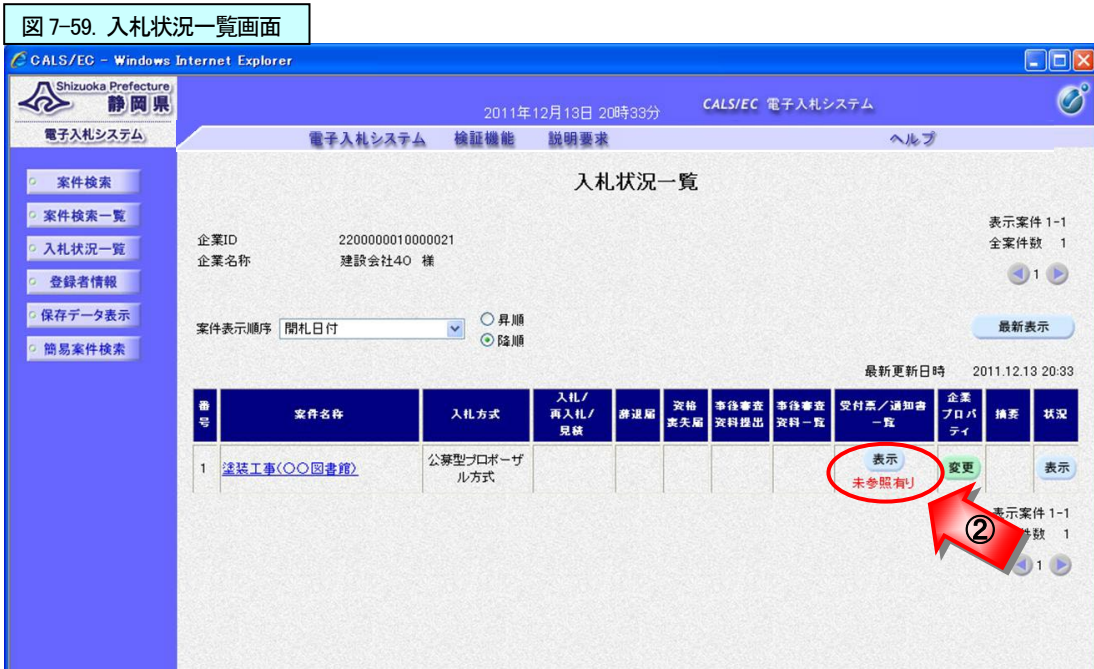 図 7-59. 入札状況一覧画面
CALS/EC - Windows Internet Explorer
Shizuoka Prefecture
静岡県
電子入札システム
2011年12月13日 20時33分
CALS/EC 電子入札システム
電子入札システム 検証機能 説明要求 ヘルプ
案件検索
案件検索一覧
入札状況一覧
登録者情報
保存データ表示
簡易案件検索
入札状況一覧
表示案件 1-1
全案件数 1
1
企業ID 2200000010000021
企業名称 建設会社40 様
案件表示順序 開札日付
昇順
降順
最新表示
最新更新日時 2011.12.13 20:33
番号 案件名称 入札方式 入札/再入札/見積 辞退届 資格喪失届 事後審査資料提出 事後審査資料一覧 受付票/通知書一覧 企業プロパティ 摘要 状況
1 塗装工事(〇〇図書館) 公募型プロポーザル方式 表示 未参照有り 変更 表示
②
表示案件 1-1
件数 1
1